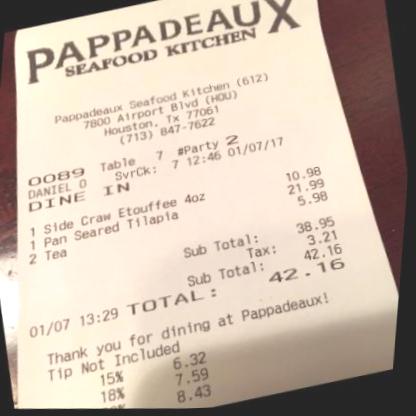 PAPPADEAUX
SEAFOOD KITCHEN
Pappadeaux Seafood Kitchen (612)
7800 Airport Blvd (HOU)
Houston, Tx 77061
(713) 847-7622
0089 Table 7 #Party 2
DANIEL O SvrCk: 7 12:46 01/07/17
DINE IN
1 Side Craw Etouffee 4oz 10.98
1 Pan Seared Tilapia 21.99
2 Tea 5.98
Sub Total: 38.95
Tax: 3.21
Sub Total: 42.16
01/07 13:29 TOTAL: 42.16
Thank you for dining at Pappadeaux!
Tip Not Included
15% 6.32
18% 7.59
8.43